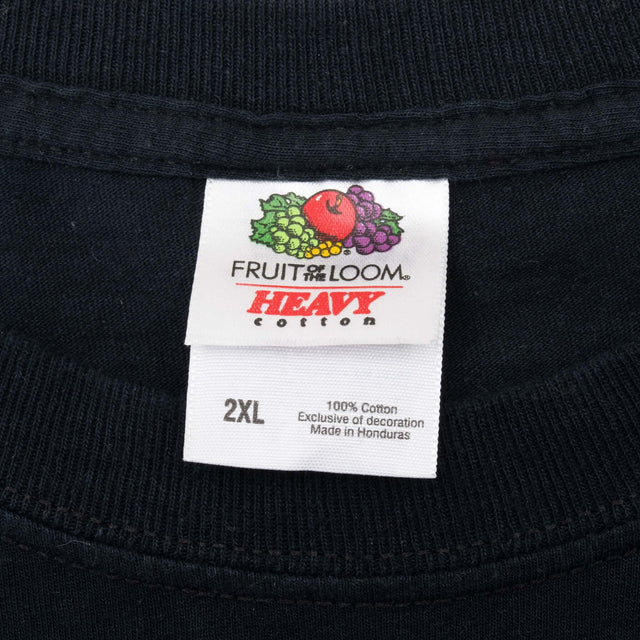 FRUIT OF THE LOOM®
HEAVY
cotton
2XL
100% Cotton
Exclusive of decoration
Made in Honduras